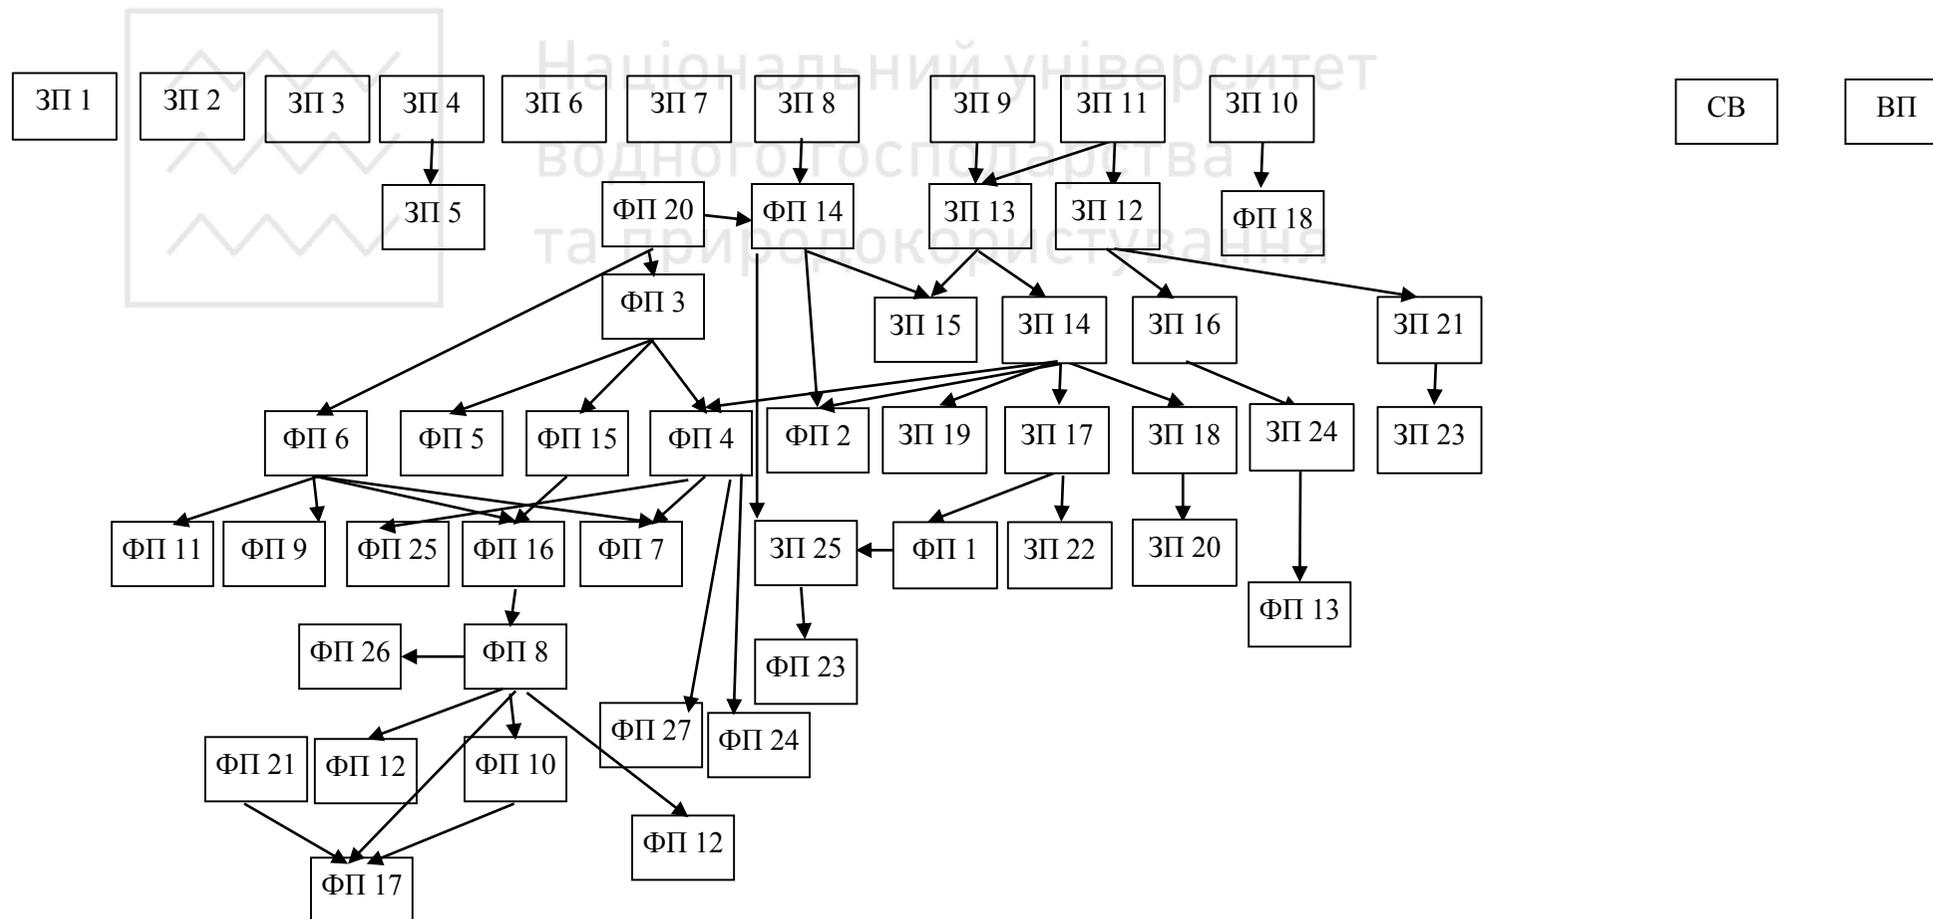 Національний університет
водного господарства
та природокористування
ЗП 1 ЗП 2 ЗП 3 ЗП 4 ЗП 6 ЗП 7 ЗП 8 ЗП 9 ЗП 11 ЗП 10 СВ ВП
ЗП 5 ФП 20 ФП 14 ЗП 13 ЗП 12 ФП 18
ФП 3 ЗП 15 ЗП 14 ЗП 16 ЗП 21
ФП 6 ФП 5 ФП 15 ФП 4 ФП 2 ЗП 19 ЗП 17 ЗП 18 ЗП 24 ЗП 23
ФП 11 ФП 9 ФП 25 ФП 16 ФП 7 ЗП 25 ФП 1 ЗП 22 ЗП 20
ФП 13
ФП 26 ФП 8 ФП 23
ФП 27 ФП 24
ФП 21 ФП 12 ФП 10
ФП 12
ФП 17